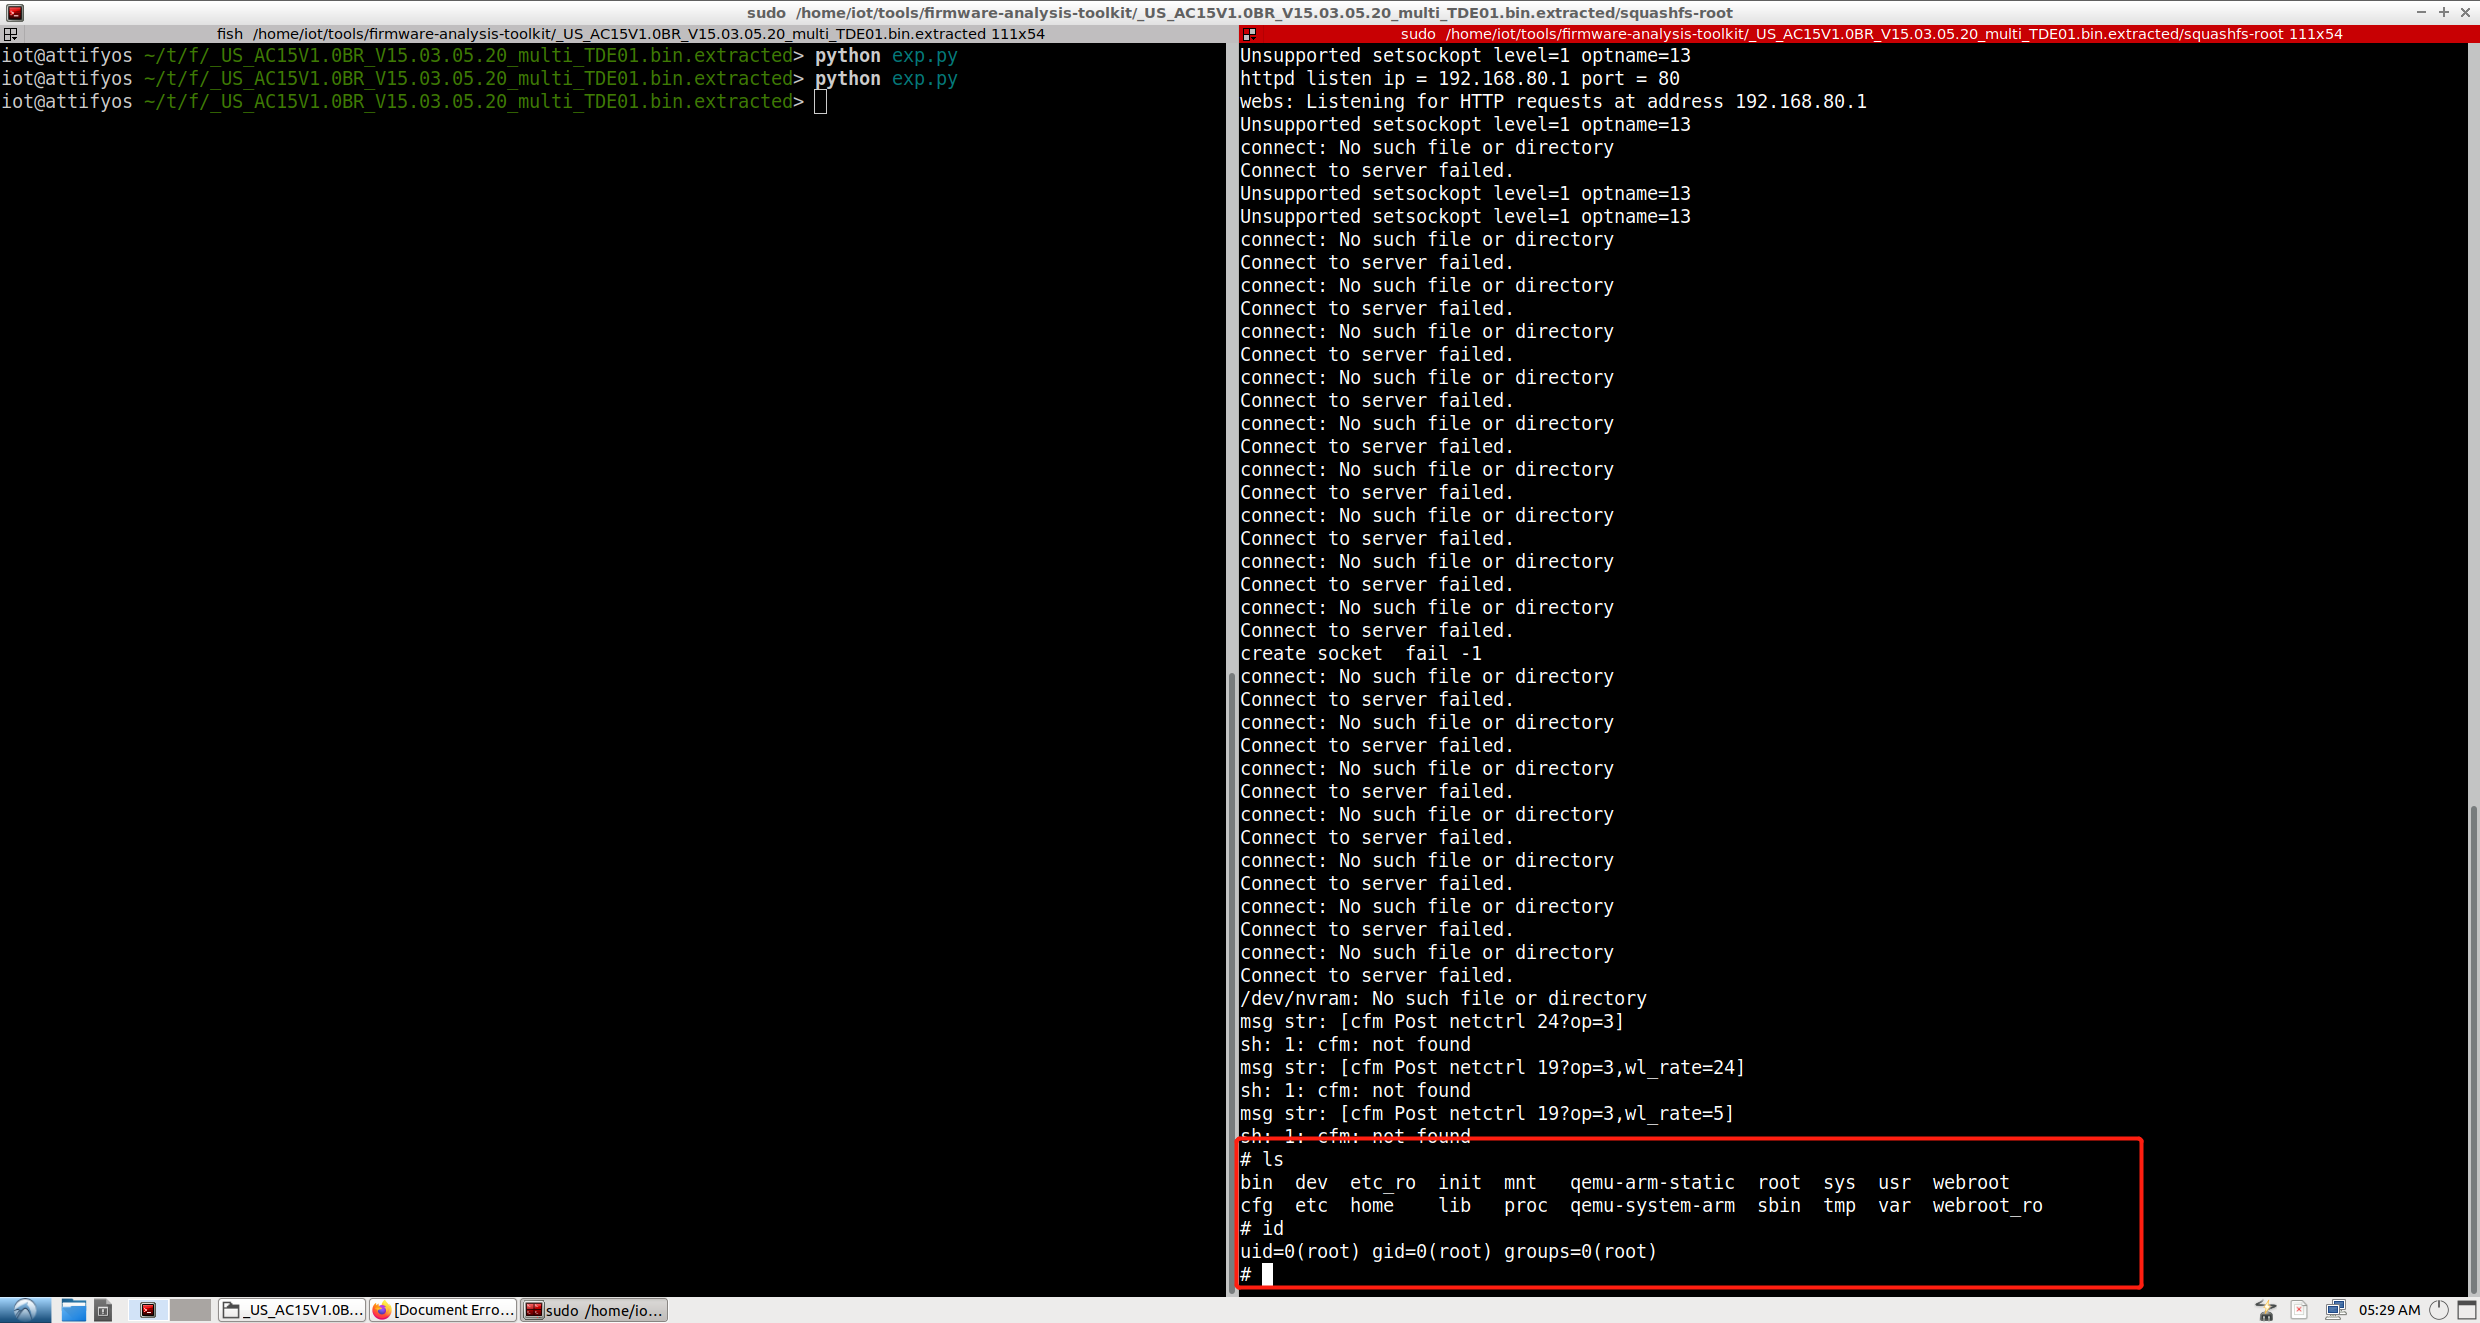 sudo  /home/iot/tools/firmware-analysis-toolkit/_US_AC15V1.0BR_V15.03.05.20_multi_TDE01.bin.extracted/squashfs-root
fish  /home/iot/tools/firmware-analysis-toolkit/_US_AC15V1.0BR_V15.03.05.20_multi_TDE01.bin.extracted 111x54
iot@attifyos ~/t/f/_US_AC15V1.0BR_V15.03.05.20_multi_TDE01.bin.extracted> python exp.py
iot@attifyos ~/t/f/_US_AC15V1.0BR_V15.03.05.20_multi_TDE01.bin.extracted> python exp.py
iot@attifyos ~/t/f/_US_AC15V1.0BR_V15.03.05.20_multi_TDE01.bin.extracted>
sudo  /home/iot/tools/firmware-analysis-toolkit/_US_AC15V1.0BR_V15.03.05.20_multi_TDE01.bin.extracted/squashfs-root 111x54
Unsupported setsockopt level=1 optname=13
httpd listen ip = 192.168.80.1 port = 80
webs: Listening for HTTP requests at address 192.168.80.1
Unsupported setsockopt level=1 optname=13
connect: No such file or directory
Connect to server failed.
Unsupported setsockopt level=1 optname=13
Unsupported setsockopt level=1 optname=13
connect: No such file or directory
Connect to server failed.
connect: No such file or directory
Connect to server failed.
connect: No such file or directory
Connect to server failed.
connect: No such file or directory
Connect to server failed.
connect: No such file or directory
Connect to server failed.
connect: No such file or directory
Connect to server failed.
connect: No such file or directory
Connect to server failed.
connect: No such file or directory
Connect to server failed.
connect: No such file or directory
Connect to server failed.
create socket  fail -1
connect: No such file or directory
Connect to server failed.
connect: No such file or directory
Connect to server failed.
connect: No such file or directory
Connect to server failed.
connect: No such file or directory
Connect to server failed.
connect: No such file or directory
Connect to server failed.
connect: No such file or directory
Connect to server failed.
connect: No such file or directory
Connect to server failed.
/dev/nvram: No such file or directory
msg str: [cfm Post netctrl 24?op=3]
sh: 1: cfm: not found
msg str: [cfm Post netctrl 19?op=3,wl_rate=24]
sh: 1: cfm: not found
msg str: [cfm Post netctrl 19?op=3,wl_rate=5]
sh: 1: cfm: not found
# ls
bin  dev  etc_ro  init  mnt   qemu-arm-static  root  sys  usr  webroot
cfg  etc  home    lib   proc  qemu-system-arm  sbin  tmp  var  webroot_ro
# id
uid=0(root) gid=0(root) groups=0(root)
#
_US_AC15V1.0B... [Document Erro... sudo /home/io... 05:29 AM